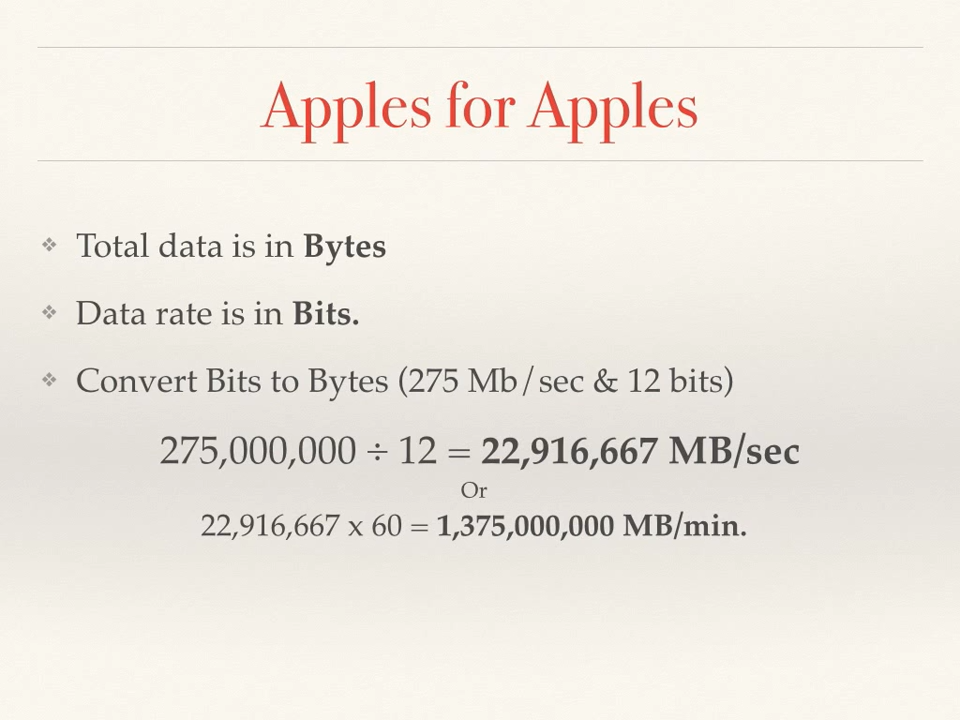 Apples for Apples
❖ Total data is in Bytes
❖ Data rate is in Bits.
❖ Convert Bits to Bytes (275 Mb/sec & 12 bits)
275,000,000 ÷ 12 = 22,916,667 MB/sec
Or
22,916,667 x 60 = 1,375,000,000 MB/min.